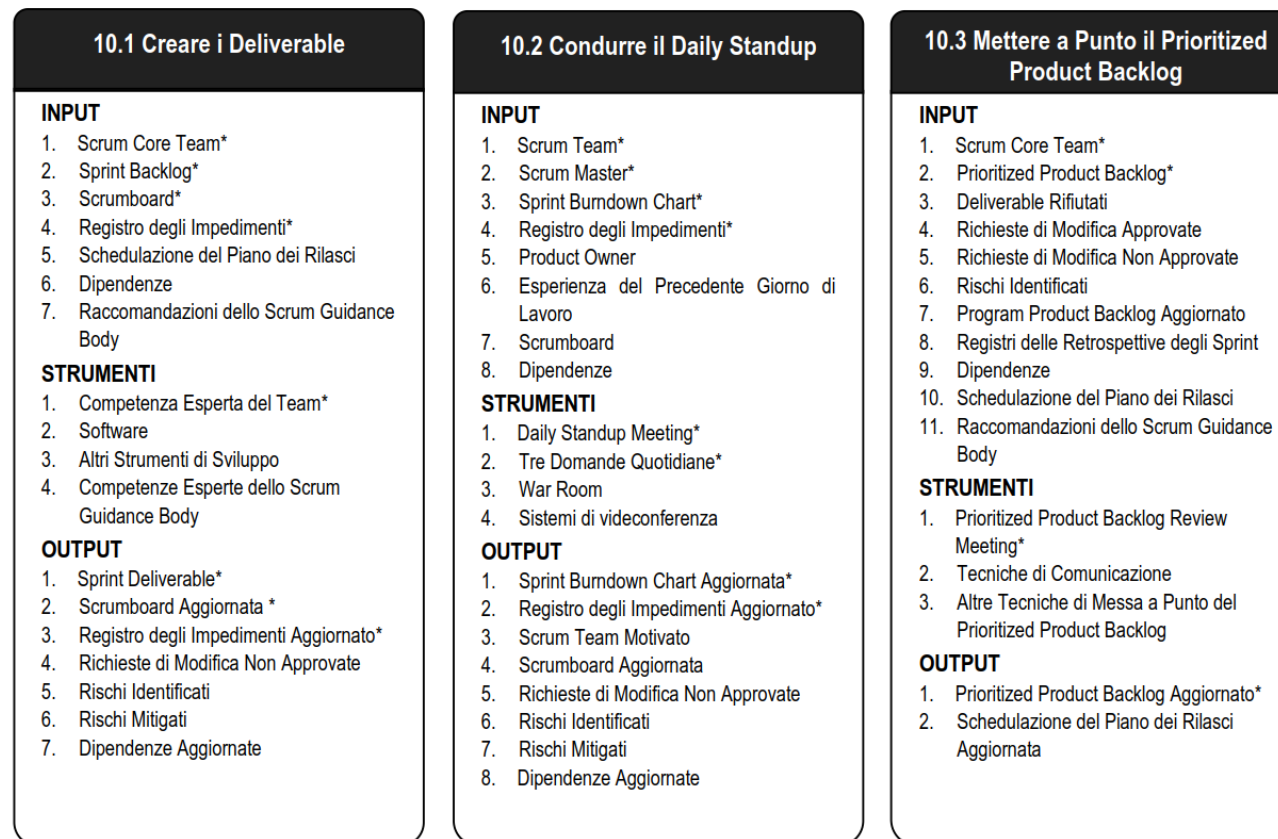 10.1 Creare i Deliverable
INPUT
1. Scrum Core Team*
2. Sprint Backlog*
3. Scrumboard*
4. Registro degli Impedimenti*
5. Schedulazione del Piano dei Rilasci
6. Dipendenze
7. Raccomandazioni dello Scrum Guidance
Body
STRUMENTI
1. Competenza Esperta del Team*
2. Software
3. Altri Strumenti di Sviluppo
4. Competenze Esperte dello Scrum
Guidance Body
OUTPUT
1. Sprint Deliverable*
2. Scrumboard Aggiornata *
3. Registro degli Impedimenti Aggiornato*
4. Richieste di Modifica Non Approvate
5. Rischi Identificati
6. Rischi Mitigati
7. Dipendenze Aggiornate
10.2 Condurre il Daily Standup
INPUT
1. Scrum Team*
2. Scrum Master*
3. Sprint Burndown Chart*
4. Registro degli Impedimenti*
5. Product Owner
6. Esperienza del Precedente Giorno di
Lavoro
7. Scrumboard
8. Dipendenze
STRUMENTI
1. Daily Standup Meeting*
2. Tre Domande Quotidiane*
3. War Room
4. Sistemi di videoconferenza
OUTPUT
1. Sprint Burndown Chart Aggiornata*
2. Registro degli Impedimenti Aggiornato*
3. Scrum Team Motivato
4. Scrumboard Aggiornata
5. Richieste di Modifica Non Approvate
6. Rischi Identificati
7. Rischi Mitigati
8. Dipendenze Aggiornate
10.3 Mettere a Punto il Prioritized
Product Backlog
INPUT
1. Scrum Core Team*
2. Prioritized Product Backlog*
3. Deliverable Rifiutati
4. Richieste di Modifica Approvate
5. Richieste di Modifica Non Approvate
6. Rischi Identificati
7. Program Product Backlog Aggiornato
8. Registri delle Retrospettive degli Sprint
9. Dipendenze
10. Schedulazione del Piano dei Rilasci
11. Raccomandazioni dello Scrum Guidance
Body
STRUMENTI
1. Prioritized Product Backlog Review
Meeting*
2. Tecniche di Comunicazione
3. Altre Tecniche di Messa a Punto del
Prioritized Product Backlog
OUTPUT
1. Prioritized Product Backlog Aggiornato*
2. Schedulazione del Piano dei Rilasci
Aggiornata